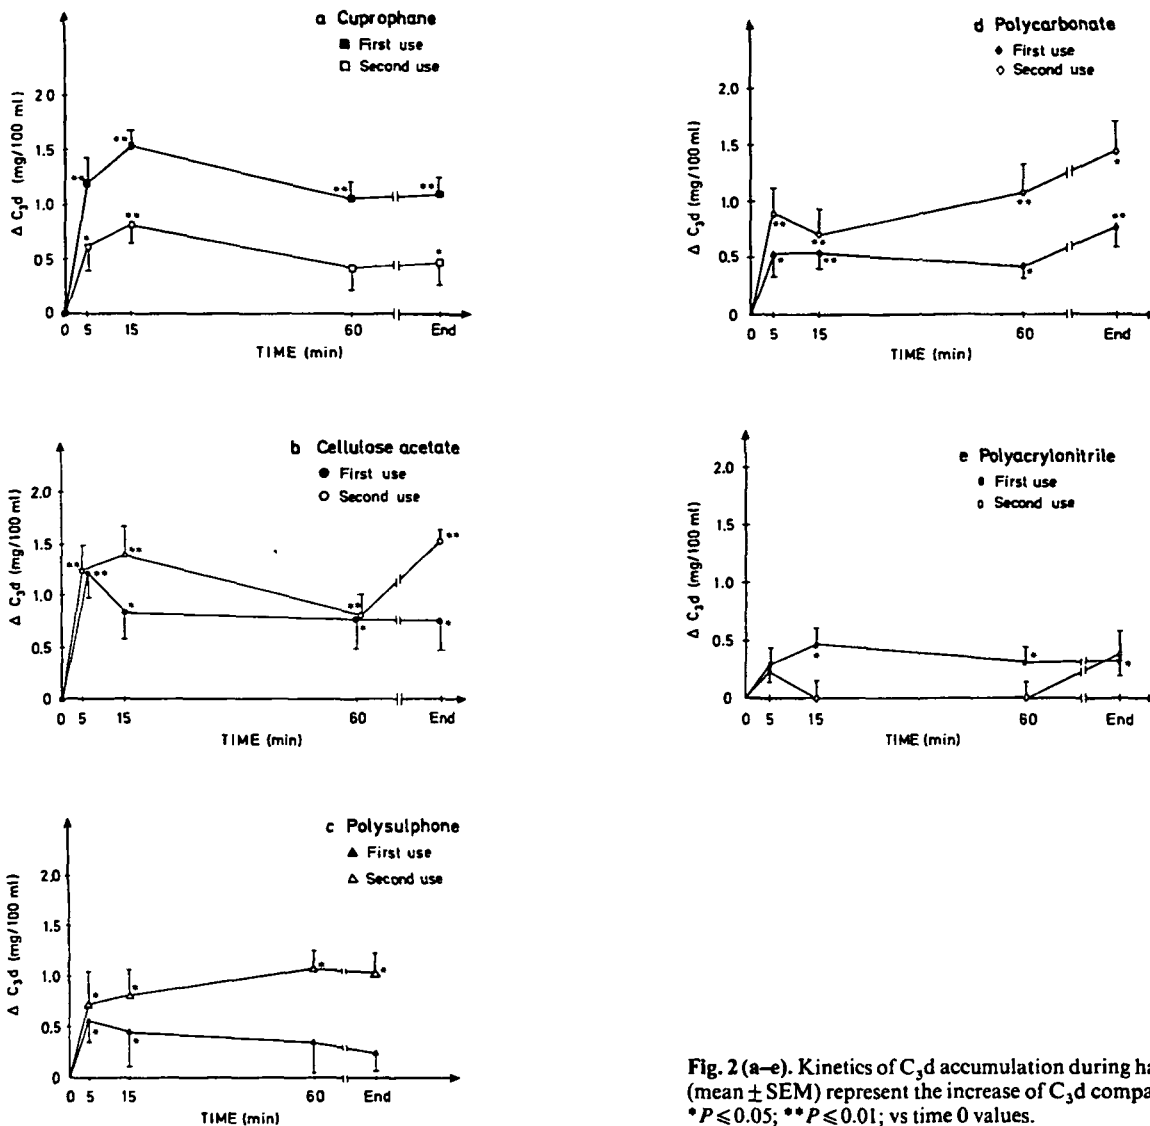 a Cuprophane
■ First use
□ Second use
Δ C₃d (mg/100 ml)
2.0
1.5
1.0
0.5
0
0 5 15 60 End
TIME (min)
**
**
**
**
*
**
*
b Cellulose acetate
● First use
○ Second use
Δ C₃d (mg/100 ml)
2.0
1.5
1.0
0.5
0
0 5 15 60 End
TIME (min)
**
**
**
*
**
*
**
*
c Polysulphone
▲ First use
△ Second use
Δ C₃d (mg/100 ml)
2.0
1.5
1.0
0.5
0
0 5 15 60 End
TIME (min)
*
*
*
*
*
*
d Polycarbonate
◆ First use
◇ Second use
Δ C₃d (mg/100 ml)
2.0
1.5
1.0
0.5
0
0 5 15 60 End
TIME (min)
**
*
**
**
**
*
*
**
e Polyacrylonitrile
First use
Second use
Δ C₃d (mg/100 ml)
2.0
1.5
1.0
0.5
0
0 5 15 60 End
TIME (min)
*
*
*
Fig. 2 (a–e). Kinetics of C₃d accumulation during ha
(mean ± SEM) represent the increase of C₃d compa
*P ≤ 0.05; **P ≤ 0.01; vs time 0 values.